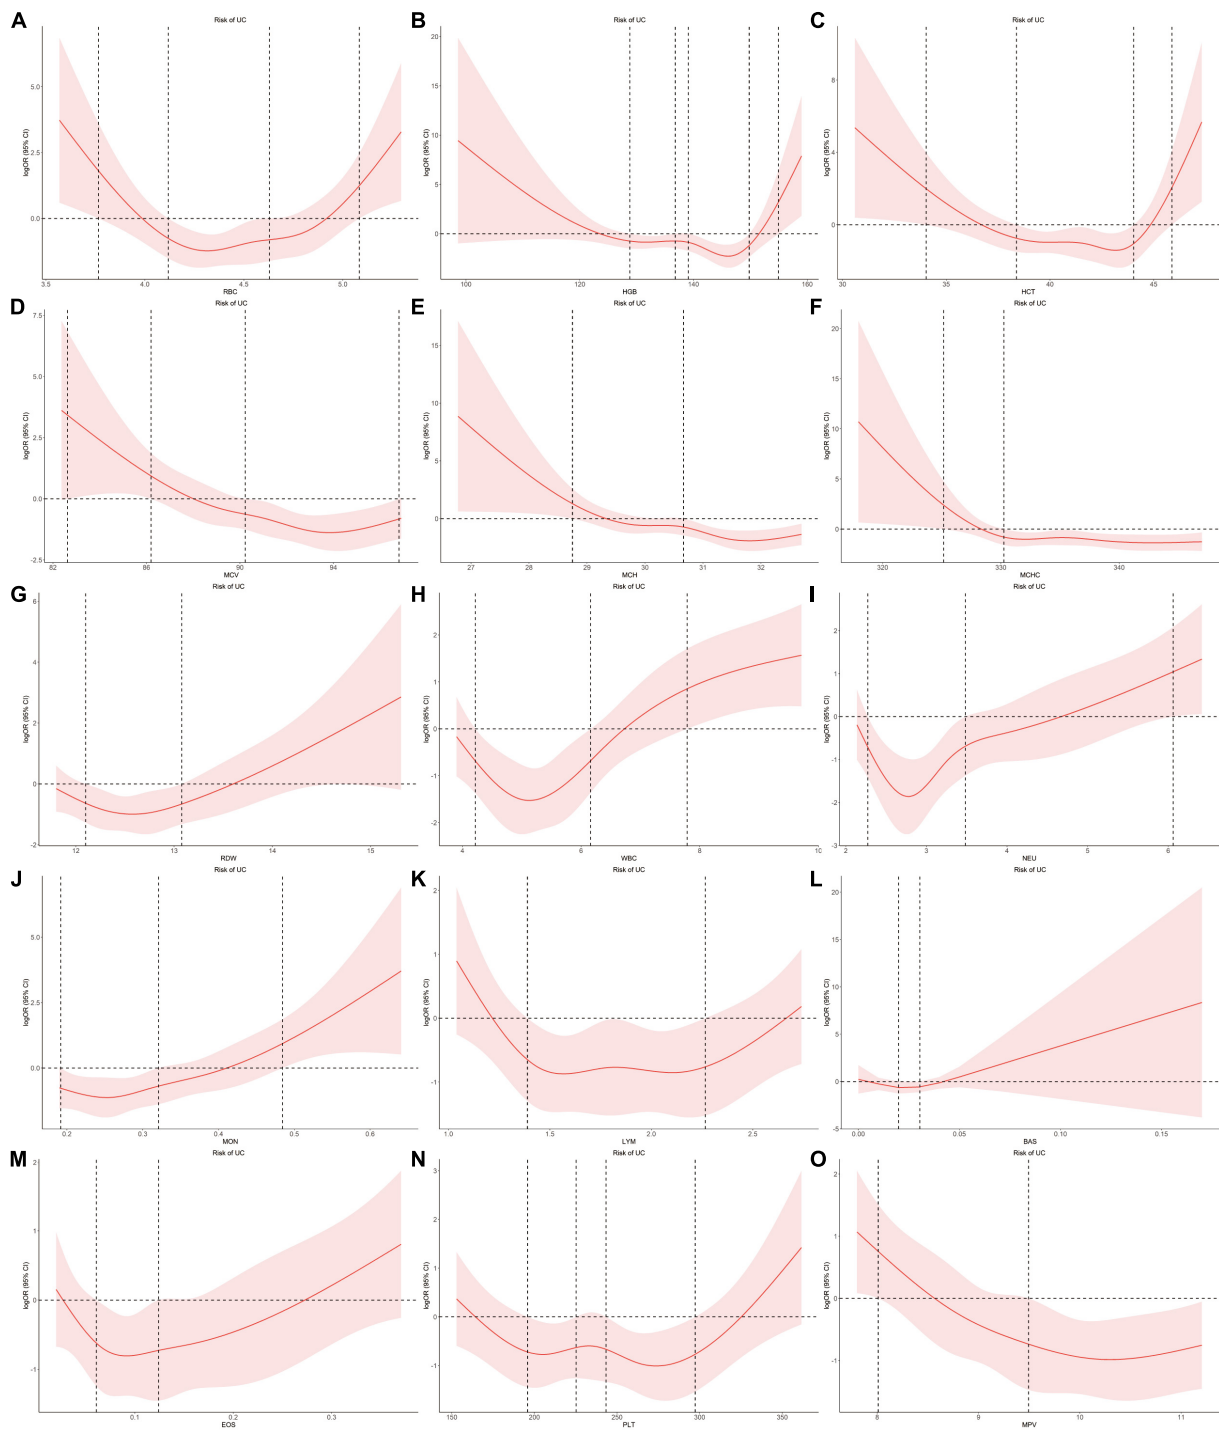 A
Risk of UC
logOR (95% CI)
5.0
2.5
0.0
3.5
4.0
4.5
5.0
RBC
B
Risk of UC
logOR (95% CI)
20
15
10
5
0
100
120
140
160
HGB
C
Risk of UC
logOR (95% CI)
8
4
0
30
35
40
45
HCT
D
Risk of UC
logOR (95% CI)
7.5
5.0
2.5
0.0
-2.5
82
86
90
94
MCV
E
Risk of UC
logOR (95% CI)
15
10
5
0
27
28
29
30
31
32
MCH
F
Risk of UC
logOR (95% CI)
20
15
10
5
0
320
330
340
MCHC
G
Risk of UC
logOR (95% CI)
6
4
2
0
-2
12
13
14
15
RDW
H
Risk of UC
logOR (95% CI)
2
1
0
-1
-2
4
6
8
10
WBC
I
Risk of UC
logOR (95% CI)
2
1
0
-1
-2
-3
2
3
4
5
6
NEU
J
Risk of UC
logOR (95% CI)
5.0
2.5
0.0
0.2
0.3
0.4
0.5
0.6
MON
K
Risk of UC
logOR (95% CI)
2
1
0
-1
1.0
1.5
2.0
2.5
LYM
L
Risk of UC
logOR (95% CI)
20
15
10
5
0
-5
0.00
0.05
0.10
0.15
BAS
M
Risk of UC
logOR (95% CI)
2
1
0
-1
0.1
0.2
0.3
EOS
N
Risk of UC
logOR (95% CI)
3
2
1
0
-1
150
200
250
300
350
PLT
O
Risk of UC
logOR (95% CI)
2
1
0
-1
8
9
10
11
MPV